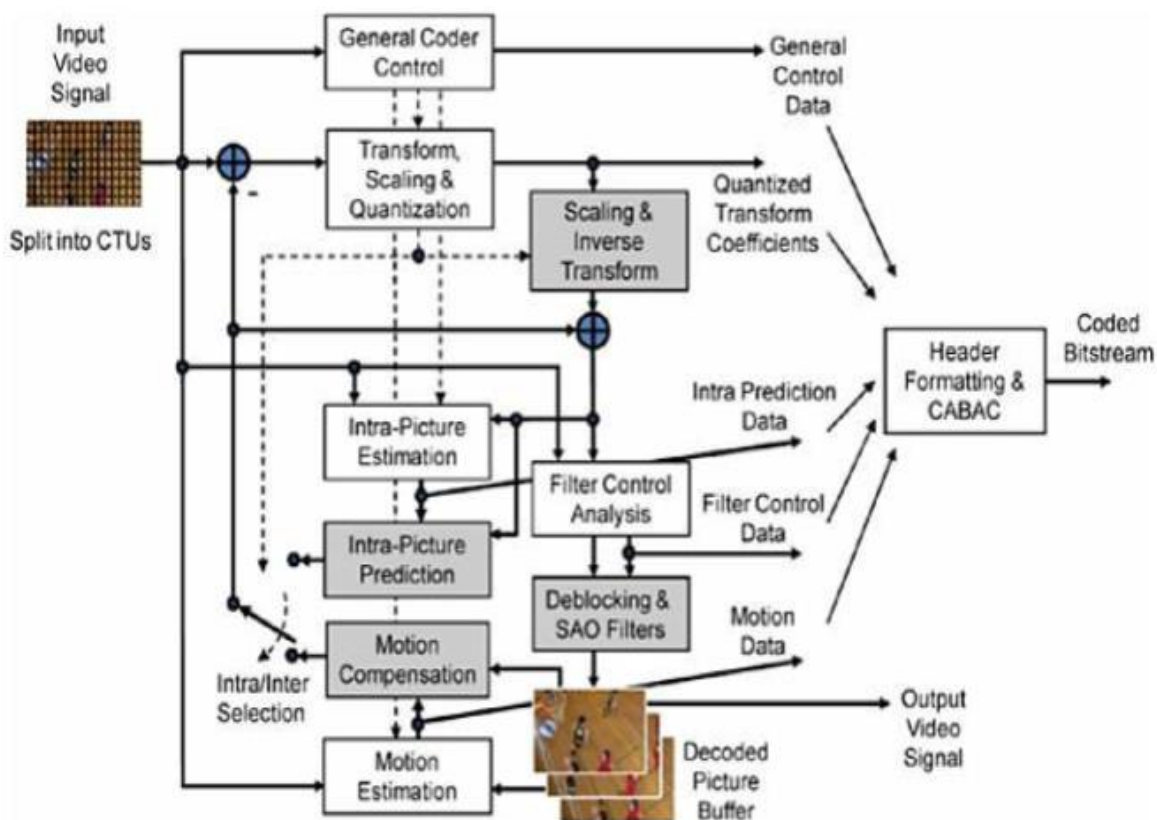 Input
Video
Signal
Split into CTUs
General Coder
Control
Transform,
Scaling &
Quantization
-
Scaling &
Inverse
Transform
General
Control
Data
Quantized
Transform
Coefficients
Header
Formatting &
CABAC
Coded
Bitstream
Intra-Picture
Estimation
Intra Prediction
Data
Filter Control
Analysis
Filter Control
Data
Intra-Picture
Prediction
Deblocking &
SAO Filters
Motion
Data
Motion
Compensation
Intra/Inter
Selection
Motion
Estimation
Decoded
Picture
Buffer
Output
Video
Signal